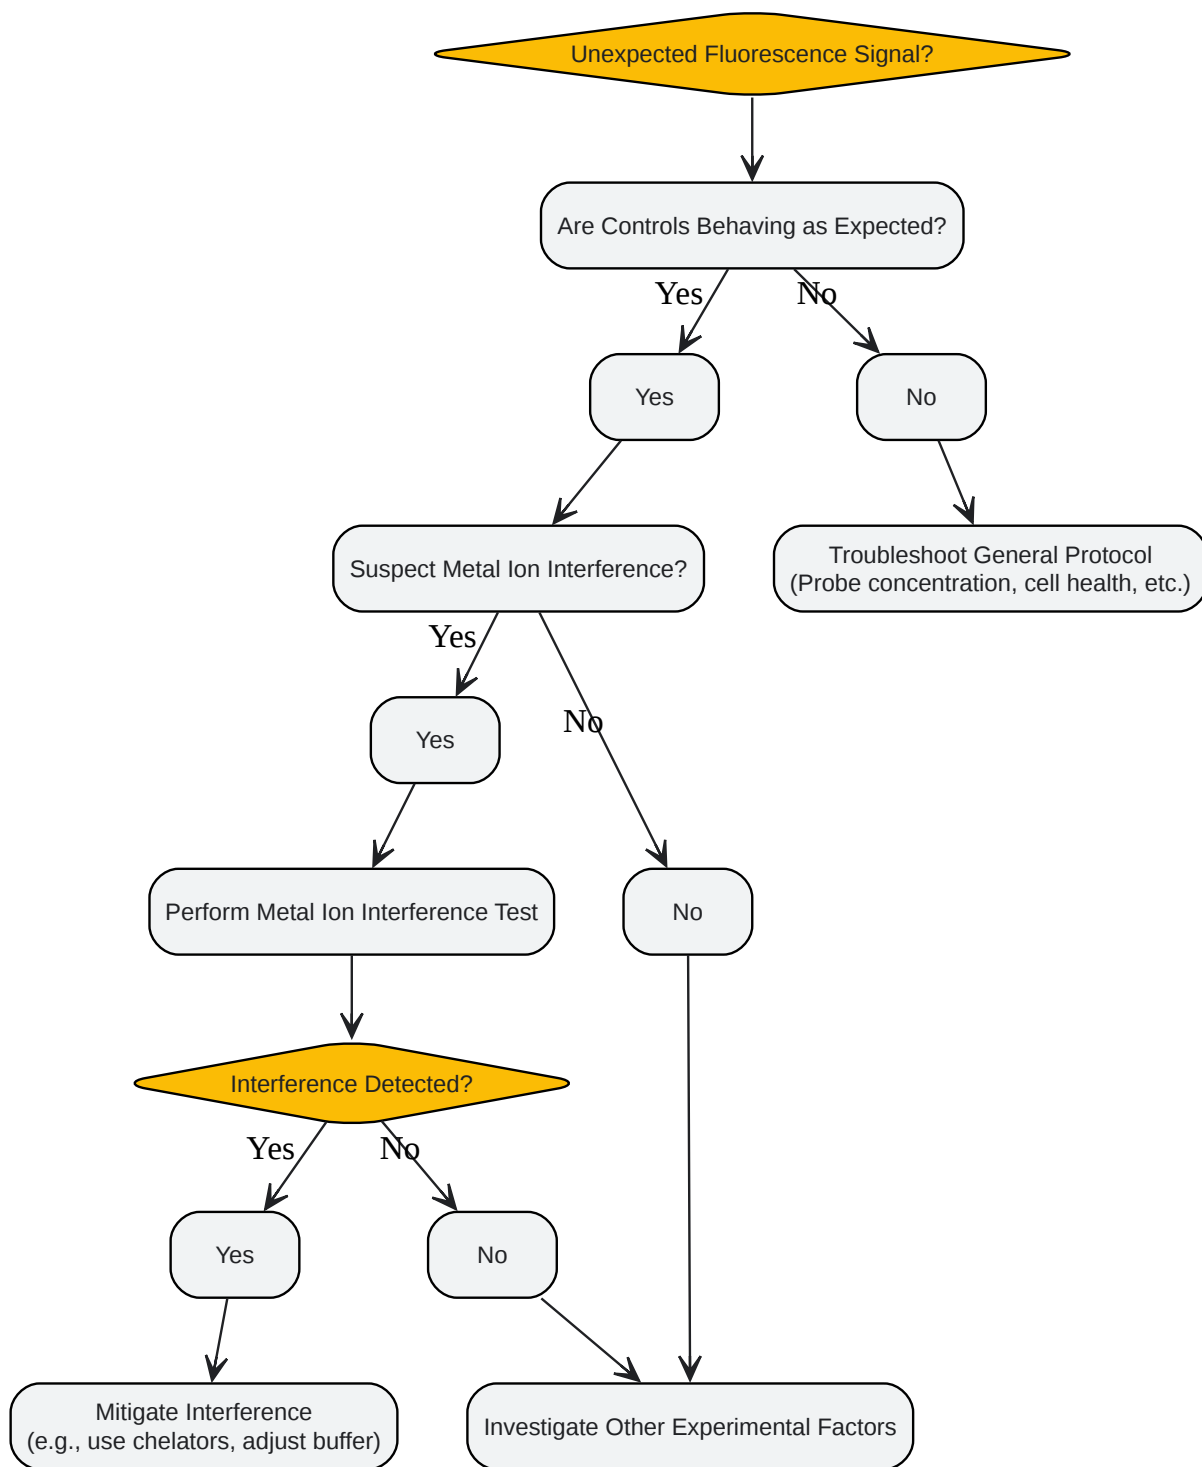 Unexpected Fluorescence Signal?
Are Controls Behaving as Expected?
Yes
No
Yes
No
Suspect Metal Ion Interference?
Troubleshoot General Protocol
(Probe concentration, cell health, etc.)
Yes
No
Yes
Perform Metal Ion Interference Test
No
Interference Detected?
Yes
No
Yes
No
Mitigate Interference
(e.g., use chelators, adjust buffer)
Investigate Other Experimental Factors